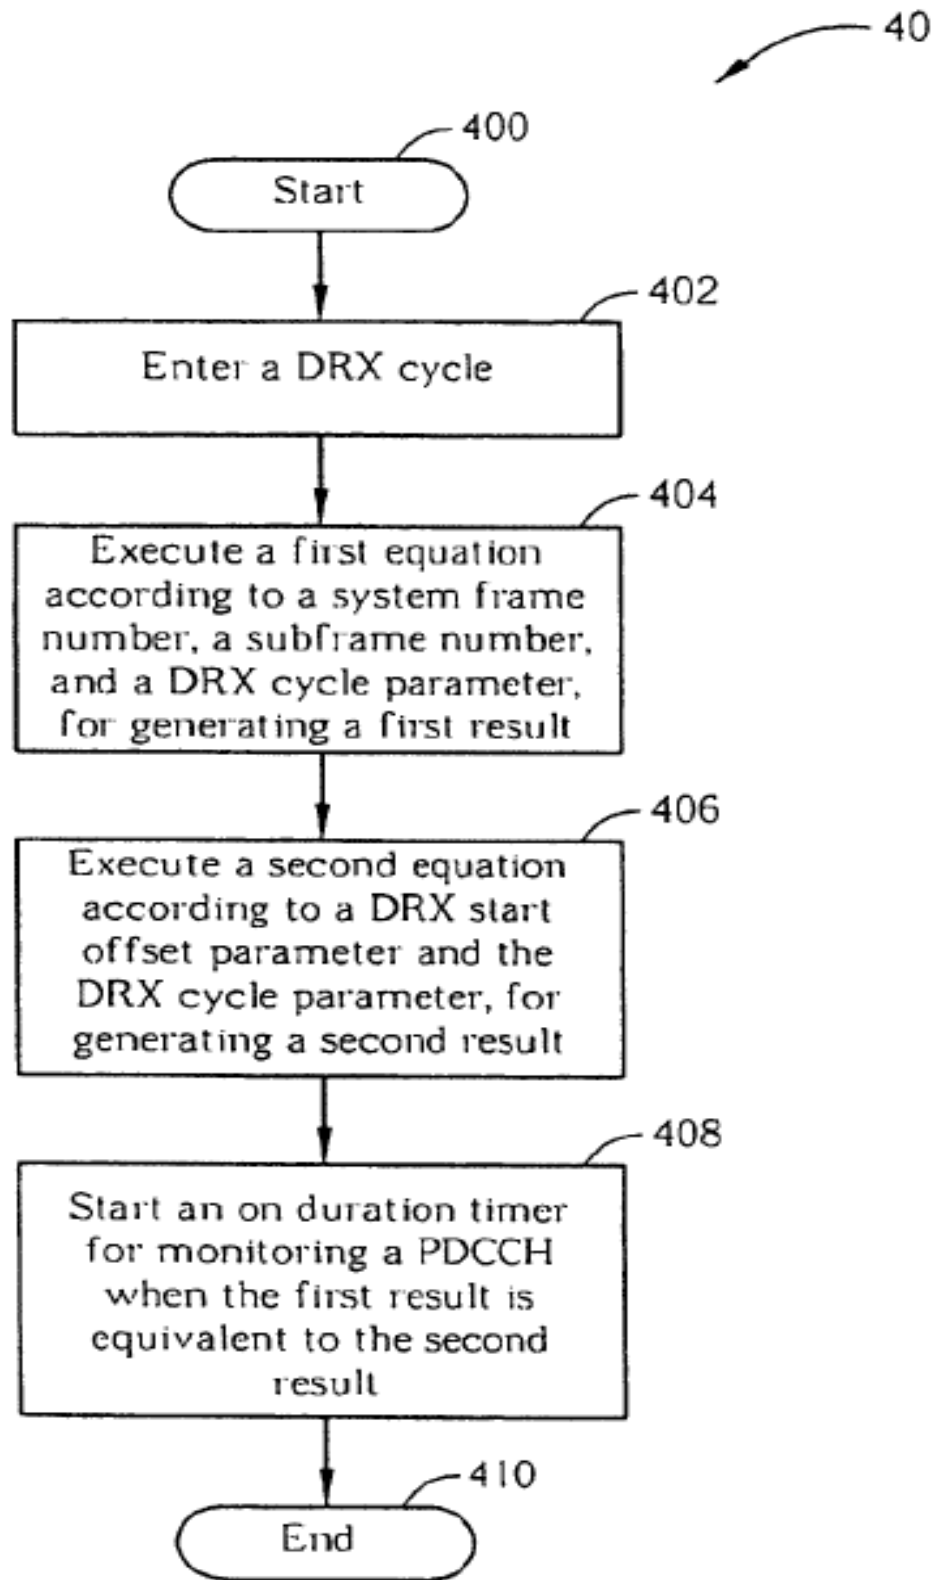 40
400
Start
402
Enter a DRX cycle
404
Execute a first equation
according to a system frame
number, a subframe number,
and a DRX cycle parameter,
for generating a first result
406
Execute a second equation
according to a DRX start
offset parameter and the
DRX cycle parameter, for
generating a second result
408
Start an on duration timer
for monitoring a PDCCH
when the first result is
equivalent to the second
result
410
End